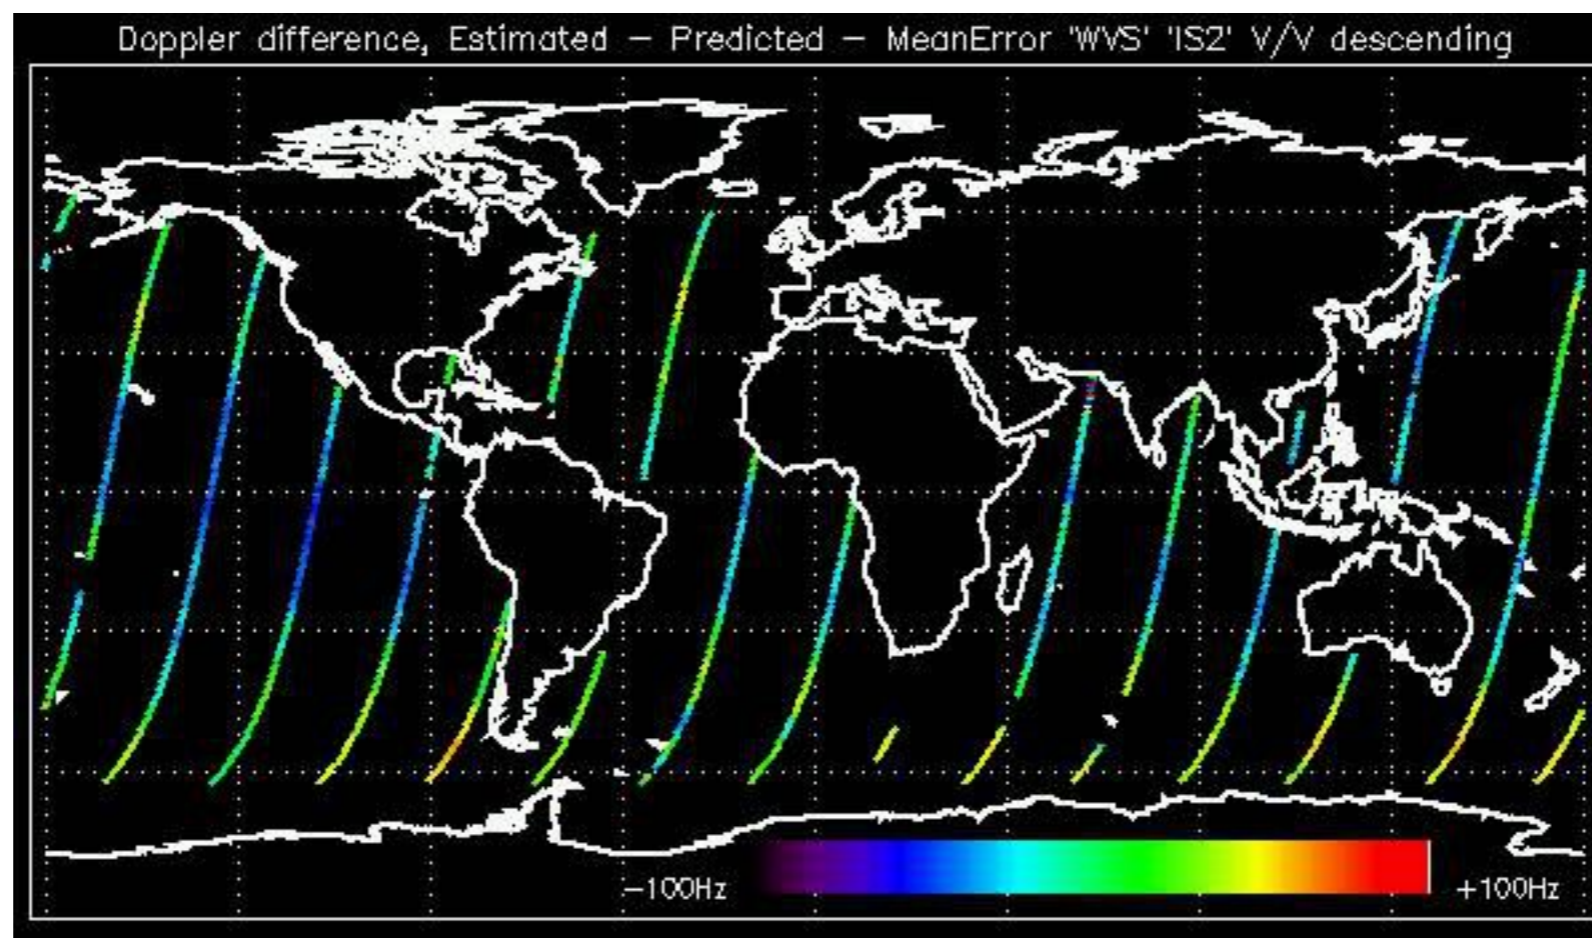 Doppler difference, Estimated – Predicted – MeanError 'WVS' 'IS2' V/V descending
–100Hz
+100Hz